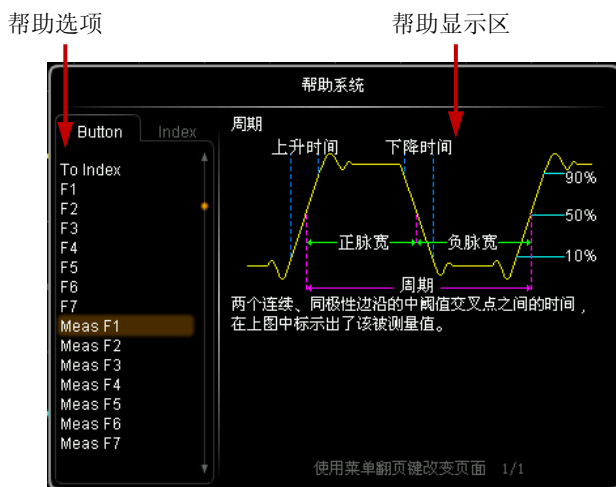 帮助选项
帮助显示区
帮助系统
Button
Index
To Index
F1
F2
F3
F4
F5
F6
F7
Meas F1
Meas F2
Meas F3
Meas F4
Meas F5
Meas F6
Meas F7
周期
上升时间
下降时间
90%
50%
10%
正脉宽
负脉宽
周期
两个连续、同极性边沿的中阈值交叉点之间的时间，
在上图中标示出了该被测量值。
使用菜单翻页键改变页面 1/1